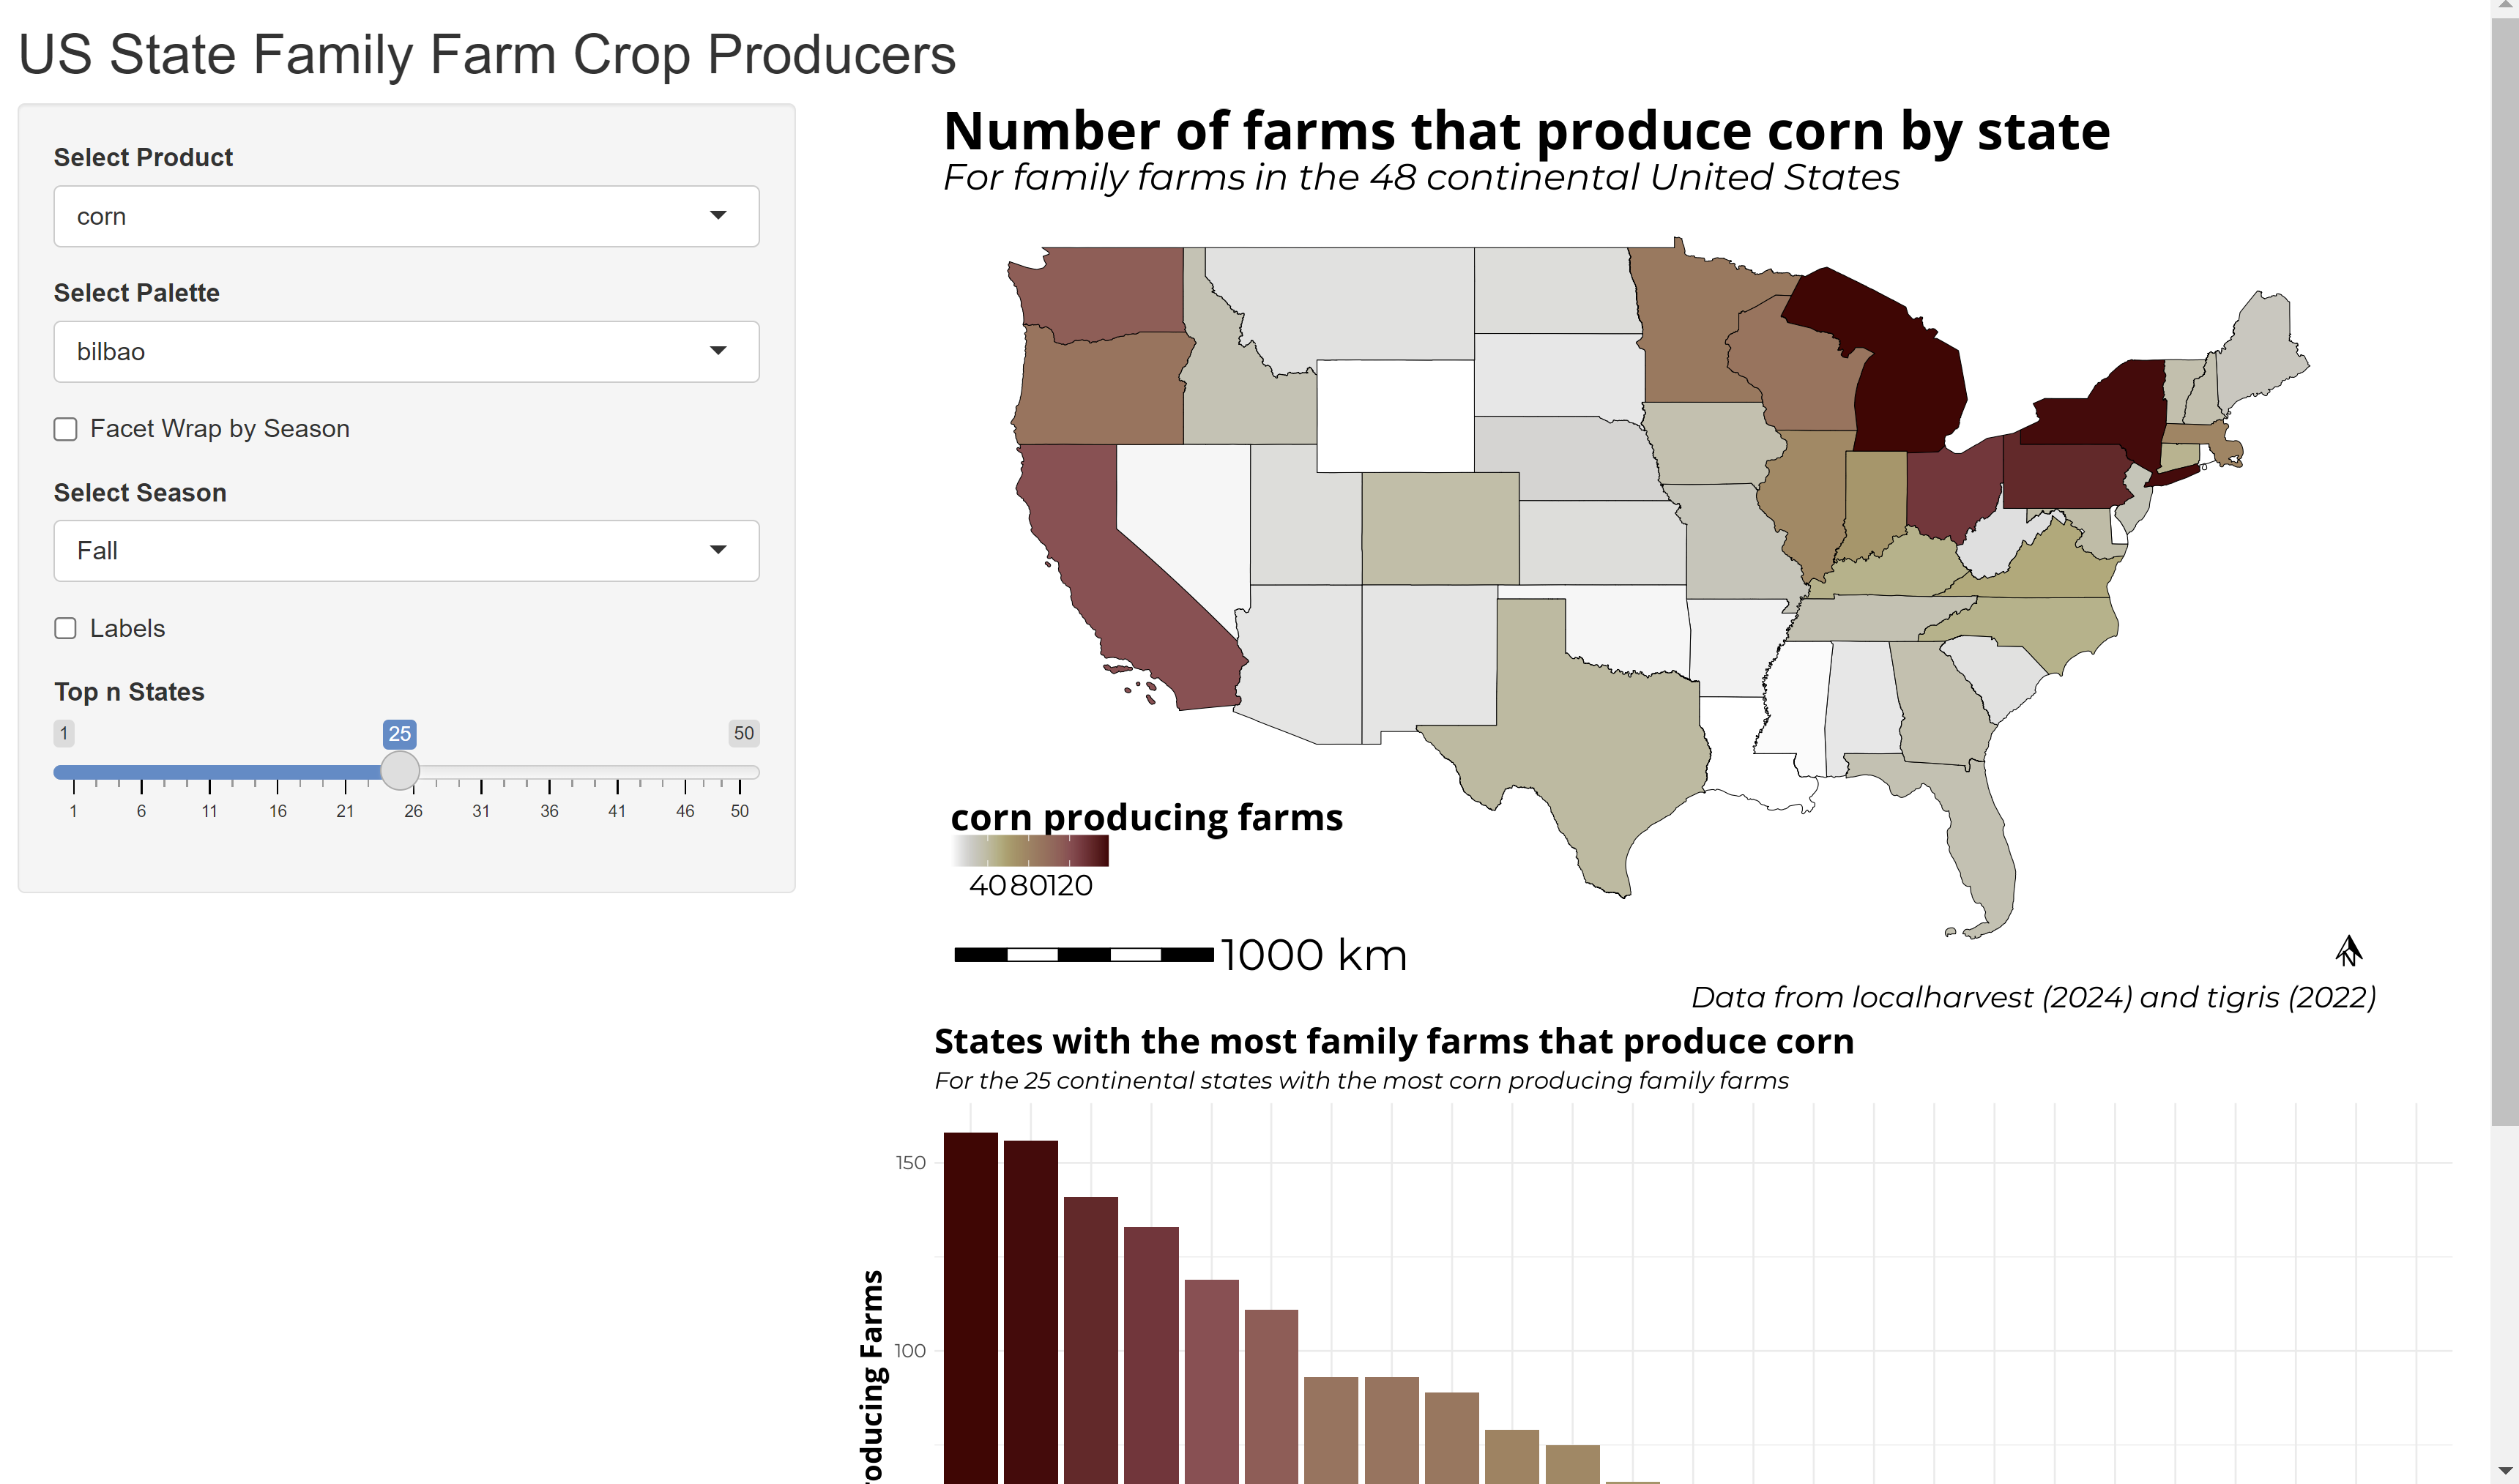 US State Family Farm Crop Producers
Select Product
corn
Select Palette
bilbao
Facet Wrap by Season
Select Season
Fall
Labels
Top n States
1 25 50
1 6 11 16 21 26 31 36 41 46 50
Number of farms that produce corn by state
For family farms in the 48 continental United States
corn producing farms
40 80 120
1000 km
N
Data from localharvest (2024) and tigris (2022)
States with the most family farms that produce corn
For the 25 continental states with the most corn producing family farms
150
100
oducing Farms